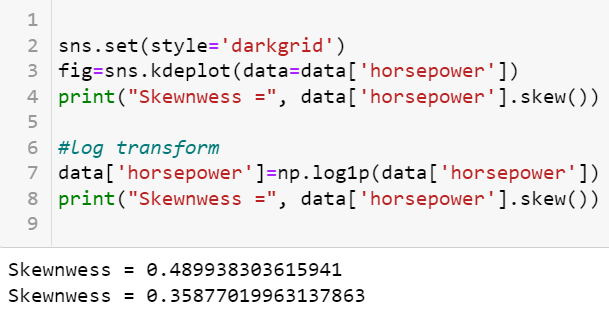 1
2 sns.set(style='darkgrid')
3 fig=sns.kdeplot(data=data['horsepower'])
4 print("Skewnwess =", data['horsepower'].skew())
5
6 #log transform
7 data['horsepower']=np.log1p(data['horsepower'])
8 print("Skewnwess =", data['horsepower'].skew())
9
Skewnwess = 0.489938303615941
Skewnwess = 0.35877019963137863